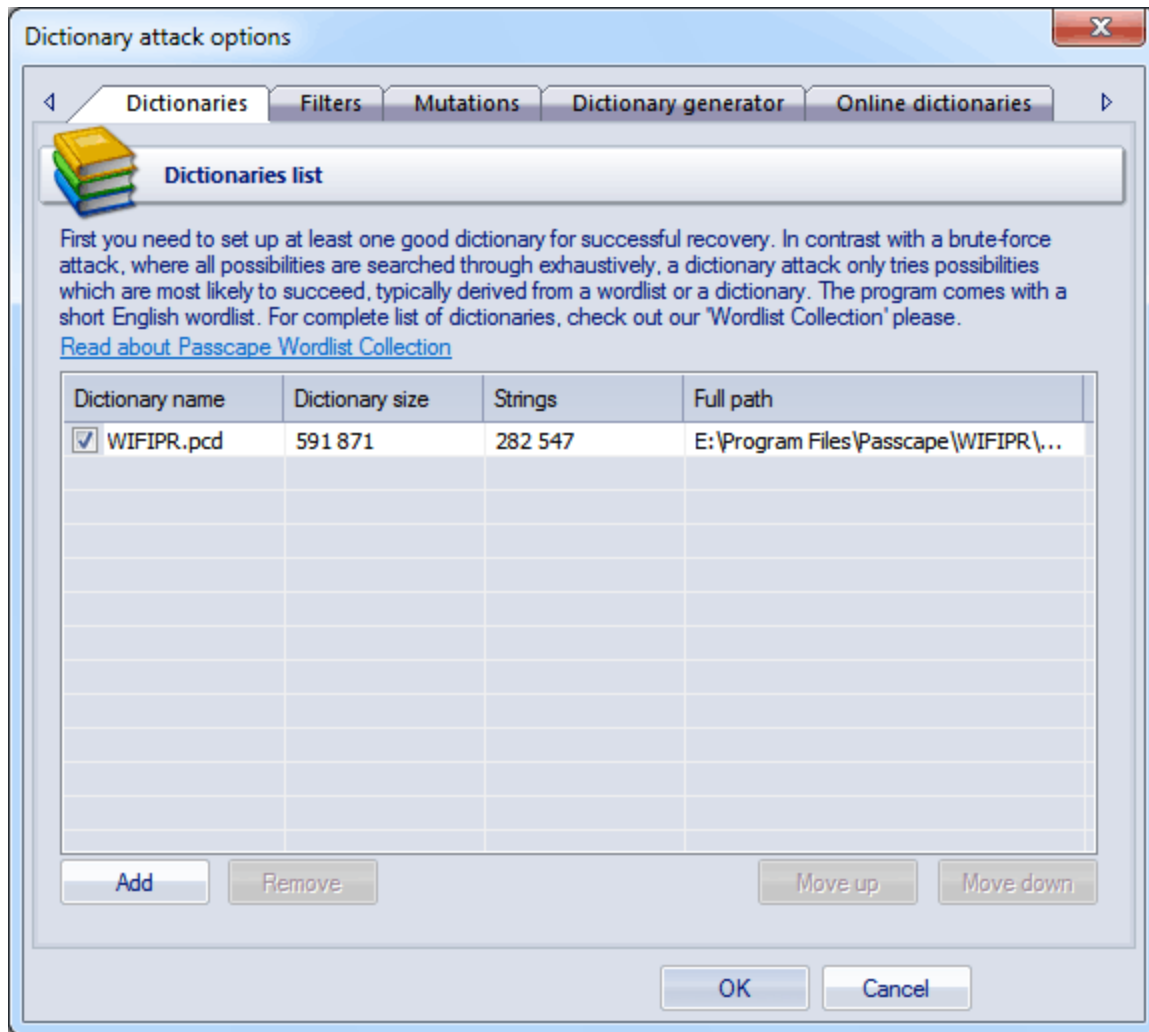 Dictionary attack options
Dictionaries Filters Mutations Dictionary generator Online dictionaries
Dictionaries list
First you need to set up at least one good dictionary for successful recovery. In contrast with a brute-force
attack, where all possibilities are searched through exhaustively, a dictionary attack only tries possibilities
which are most likely to succeed, typically derived from a wordlist or a dictionary. The program comes with a
short English wordlist. For complete list of dictionaries, check out our 'Wordlist Collection' please.
Read about Passcape Wordlist Collection
Dictionary name Dictionary size Strings Full path
WIFIPR.pcd 591 871 282 547 E:\Program Files\Passcape\WIFIPR\...
Add Remove Move up Move down
OK Cancel